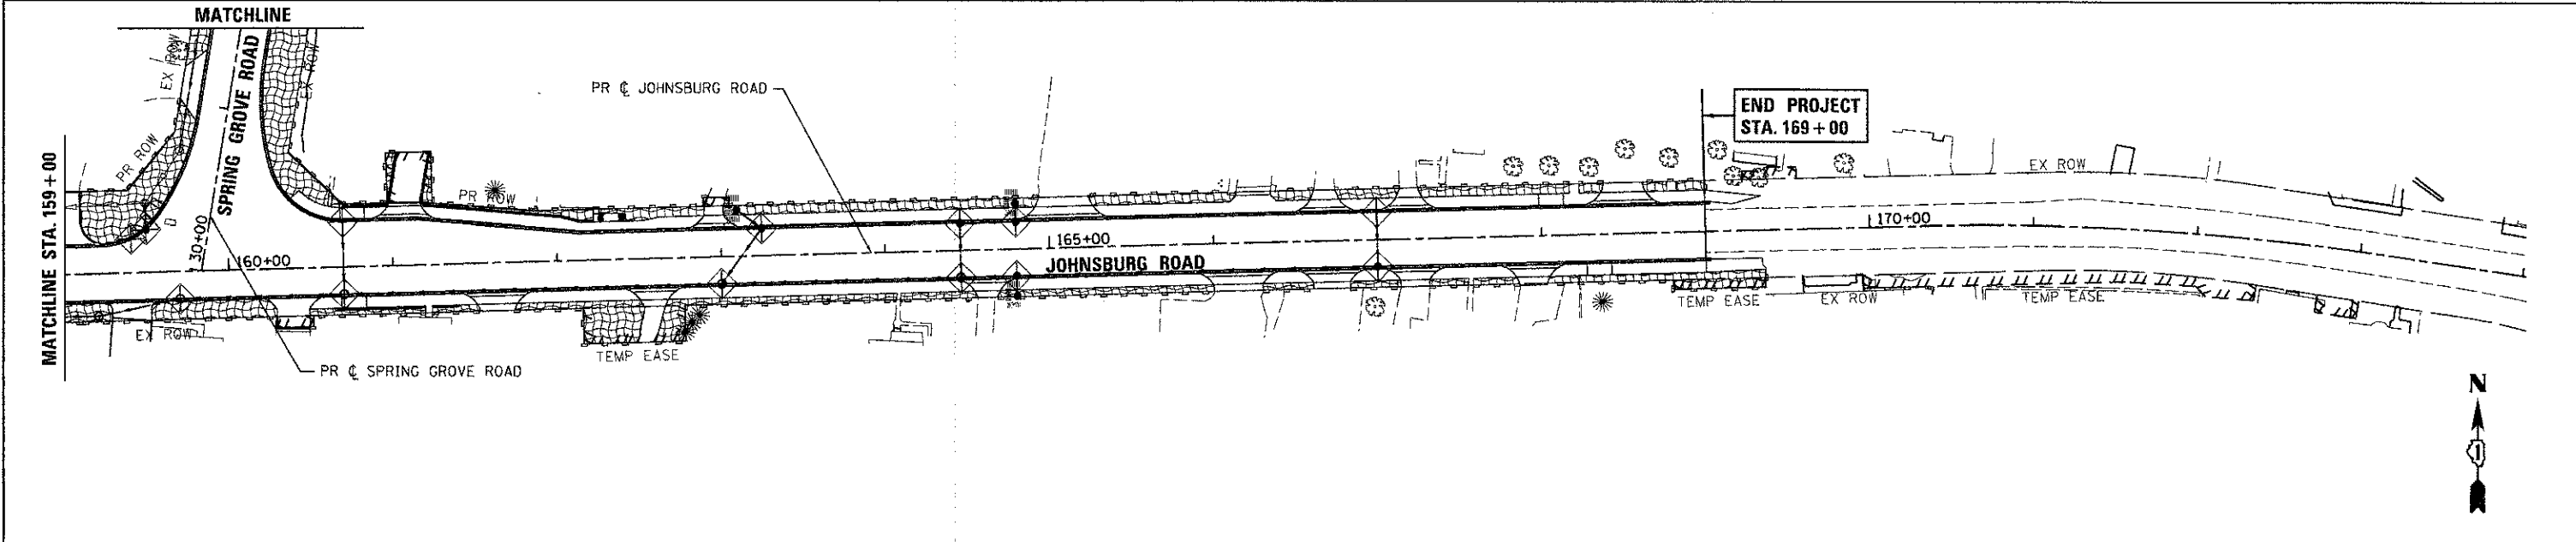 MATCHLINE
MATCHLINE STA. 159+00
EX ROW
EX ROW
SPRING GROVE ROAD
PR ROW
30+00
160+00
EX ROW
PR ℄ SPRING GROVE ROAD
PR ROW
PR ℄ JOHNSBURG ROAD
TEMP EASE
165+00
JOHNSBURG ROAD
END PROJECT
STA. 169+00
TEMP EASE
EX ROW
170+00
EX ROW
TEMP EASE
N